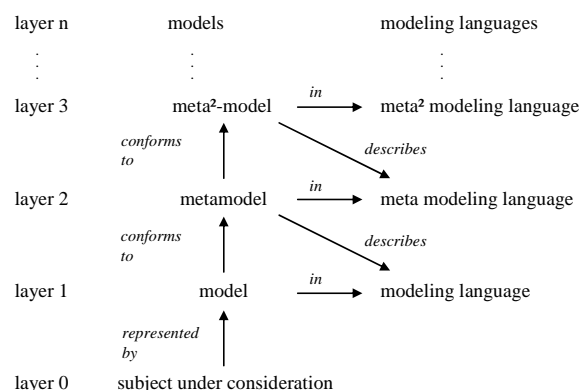 layer n models modeling languages
. . .
. . .
. . .
in
layer 3 meta²-model meta² modeling language
conforms
to
describes
in
layer 2 metamodel meta modeling language
conforms
to
describes
in
layer 1 model modeling language
represented
by
layer 0 subject under consideration